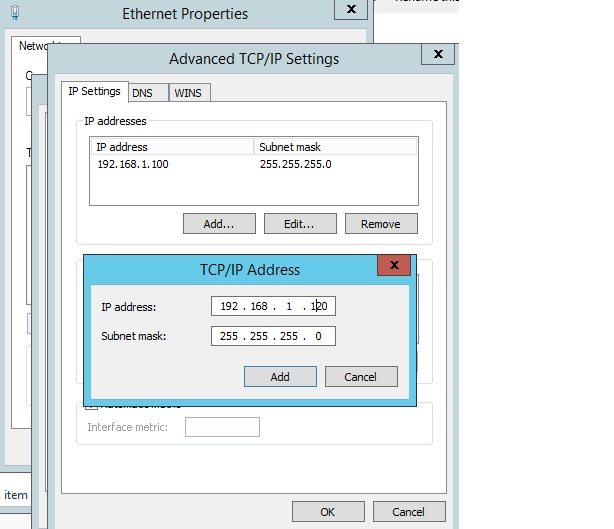 Ethernet Properties
x
Advanced TCP/IP Settings
x
IP Settings
DNS
WINS
IP addresses
IP address Subnet mask
192.168.1.100 255.255.255.0
Add... Edit... Remove
TCP/IP Address
x
IP address: 192 . 168 . 1 . 120
Subnet mask: 255 . 255 . 255 . 0
Add Cancel
Interface metric:
item
OK Cancel